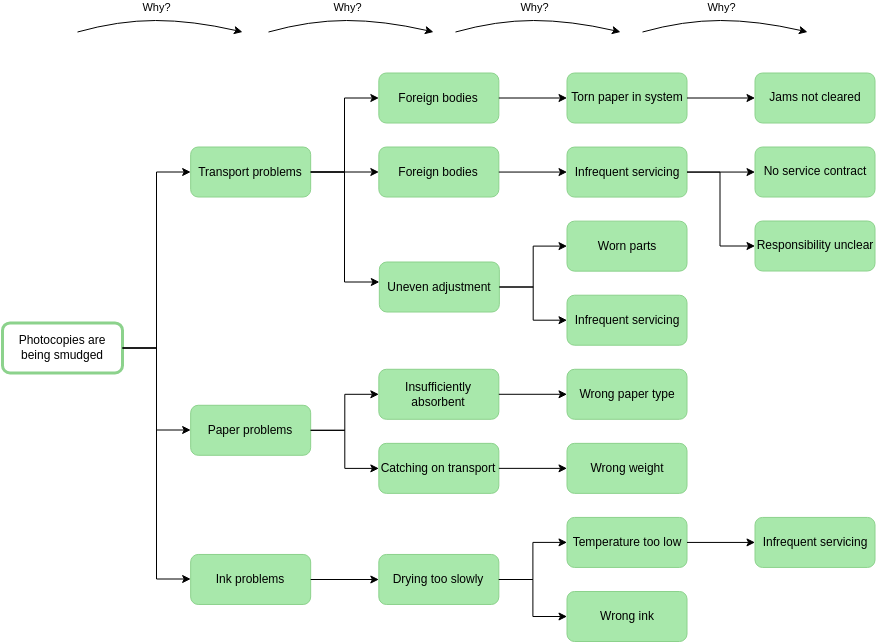 Why?
Why?
Why?
Why?
Foreign bodies
Torn paper in system
Jams not cleared
Transport problems
Foreign bodies
Infrequent servicing
No service contract
Worn parts
Responsibility unclear
Uneven adjustment
Infrequent servicing
Photocopies are
being smudged
Insufficiently
absorbent
Wrong paper type
Paper problems
Catching on transport
Wrong weight
Temperature too low
Infrequent servicing
Ink problems
Drying too slowly
Wrong ink